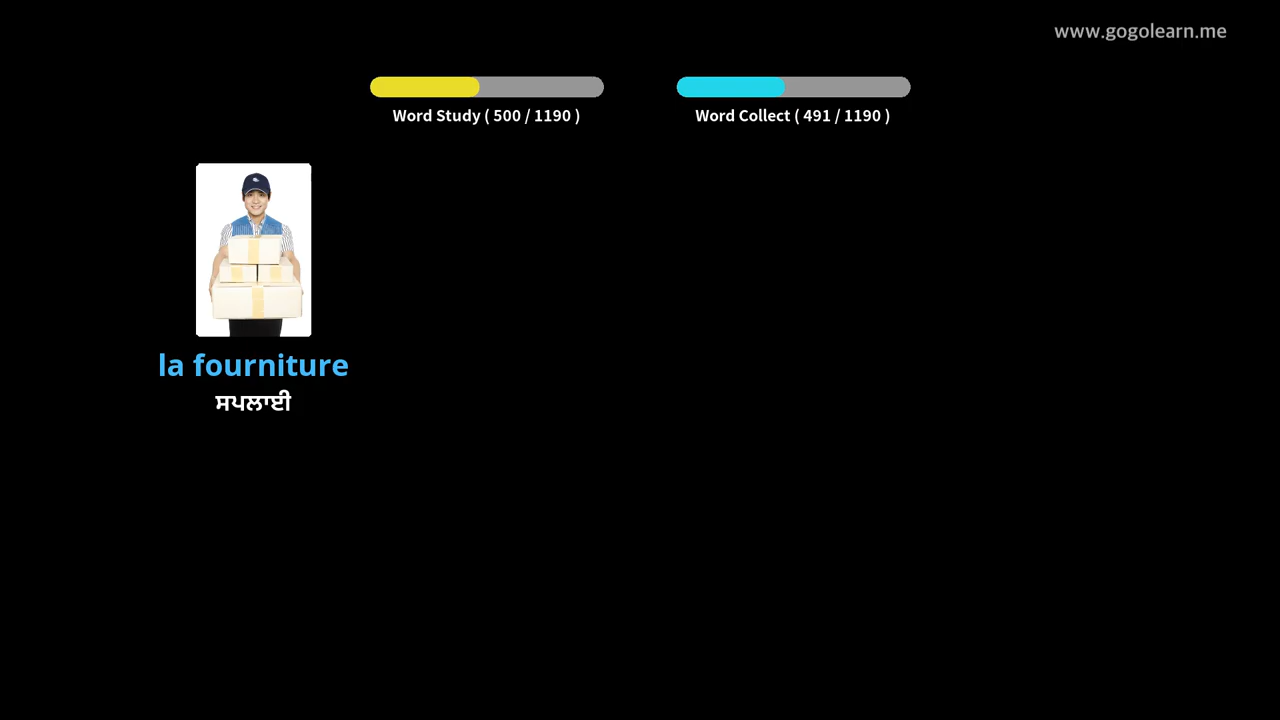 www.gogolearn.me
Word Study ( 500 / 1190 )
Word Collect ( 491 / 1190 )
la fourniture
ਸਪਲਾਈ